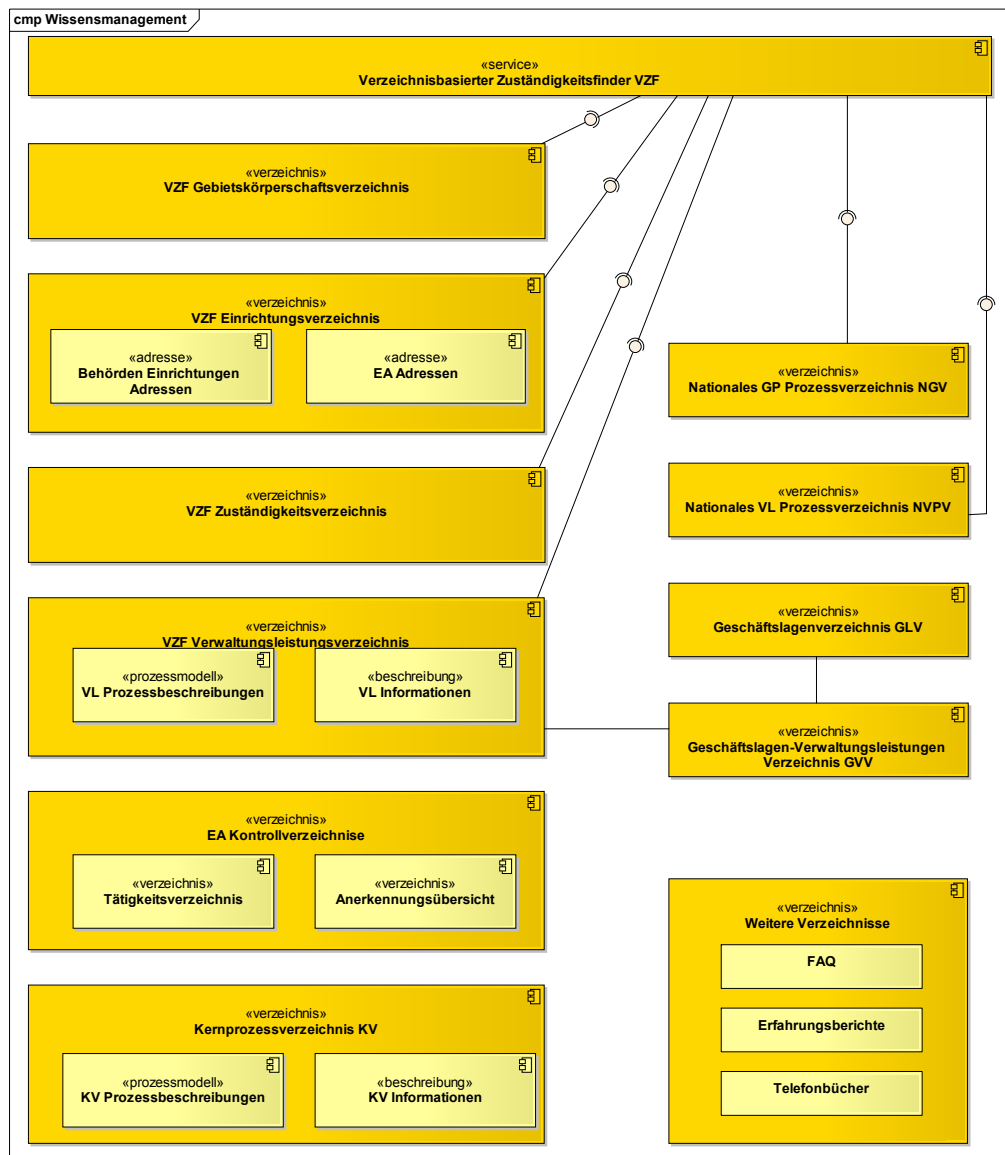 cmp Wissensmanagement
«service»
Verzeichnisbasierter Zuständigkeitsfinder VZF
«verzeichnis»
VZF Gebietskörperschaftsverzeichnis
«verzeichnis»
VZF Einrichtungsverzeichnis
«adresse»
Behörden Einrichtungen
Adressen
«adresse»
EA Adressen
«verzeichnis»
Nationales GP Prozessverzeichnis NGV
«verzeichnis»
VZF Zuständigkeitsverzeichnis
«verzeichnis»
Nationales VL Prozessverzeichnis NVPV
«verzeichnis»
VZF Verwaltungsleistungsverzeichnis
«prozessmodell»
VL Prozessbeschreibungen
«beschreibung»
VL Informationen
«verzeichnis»
Geschäftslagenverzeichnis GLV
«verzeichnis»
Geschäftslagen-Verwaltungsleistungen
Verzeichnis GVV
«verzeichnis»
EA Kontrollverzeichnise
«verzeichnis»
Tätigkeitsverzeichnis
«verzeichnis»
Anerkennungsübersicht
«verzeichnis»
Weitere Verzeichnisse
FAQ
Erfahrungsberichte
Telefonbücher
«verzeichnis»
Kernprozessverzeichnis KV
«prozessmodell»
KV Prozessbeschreibungen
«beschreibung»
KV Informationen